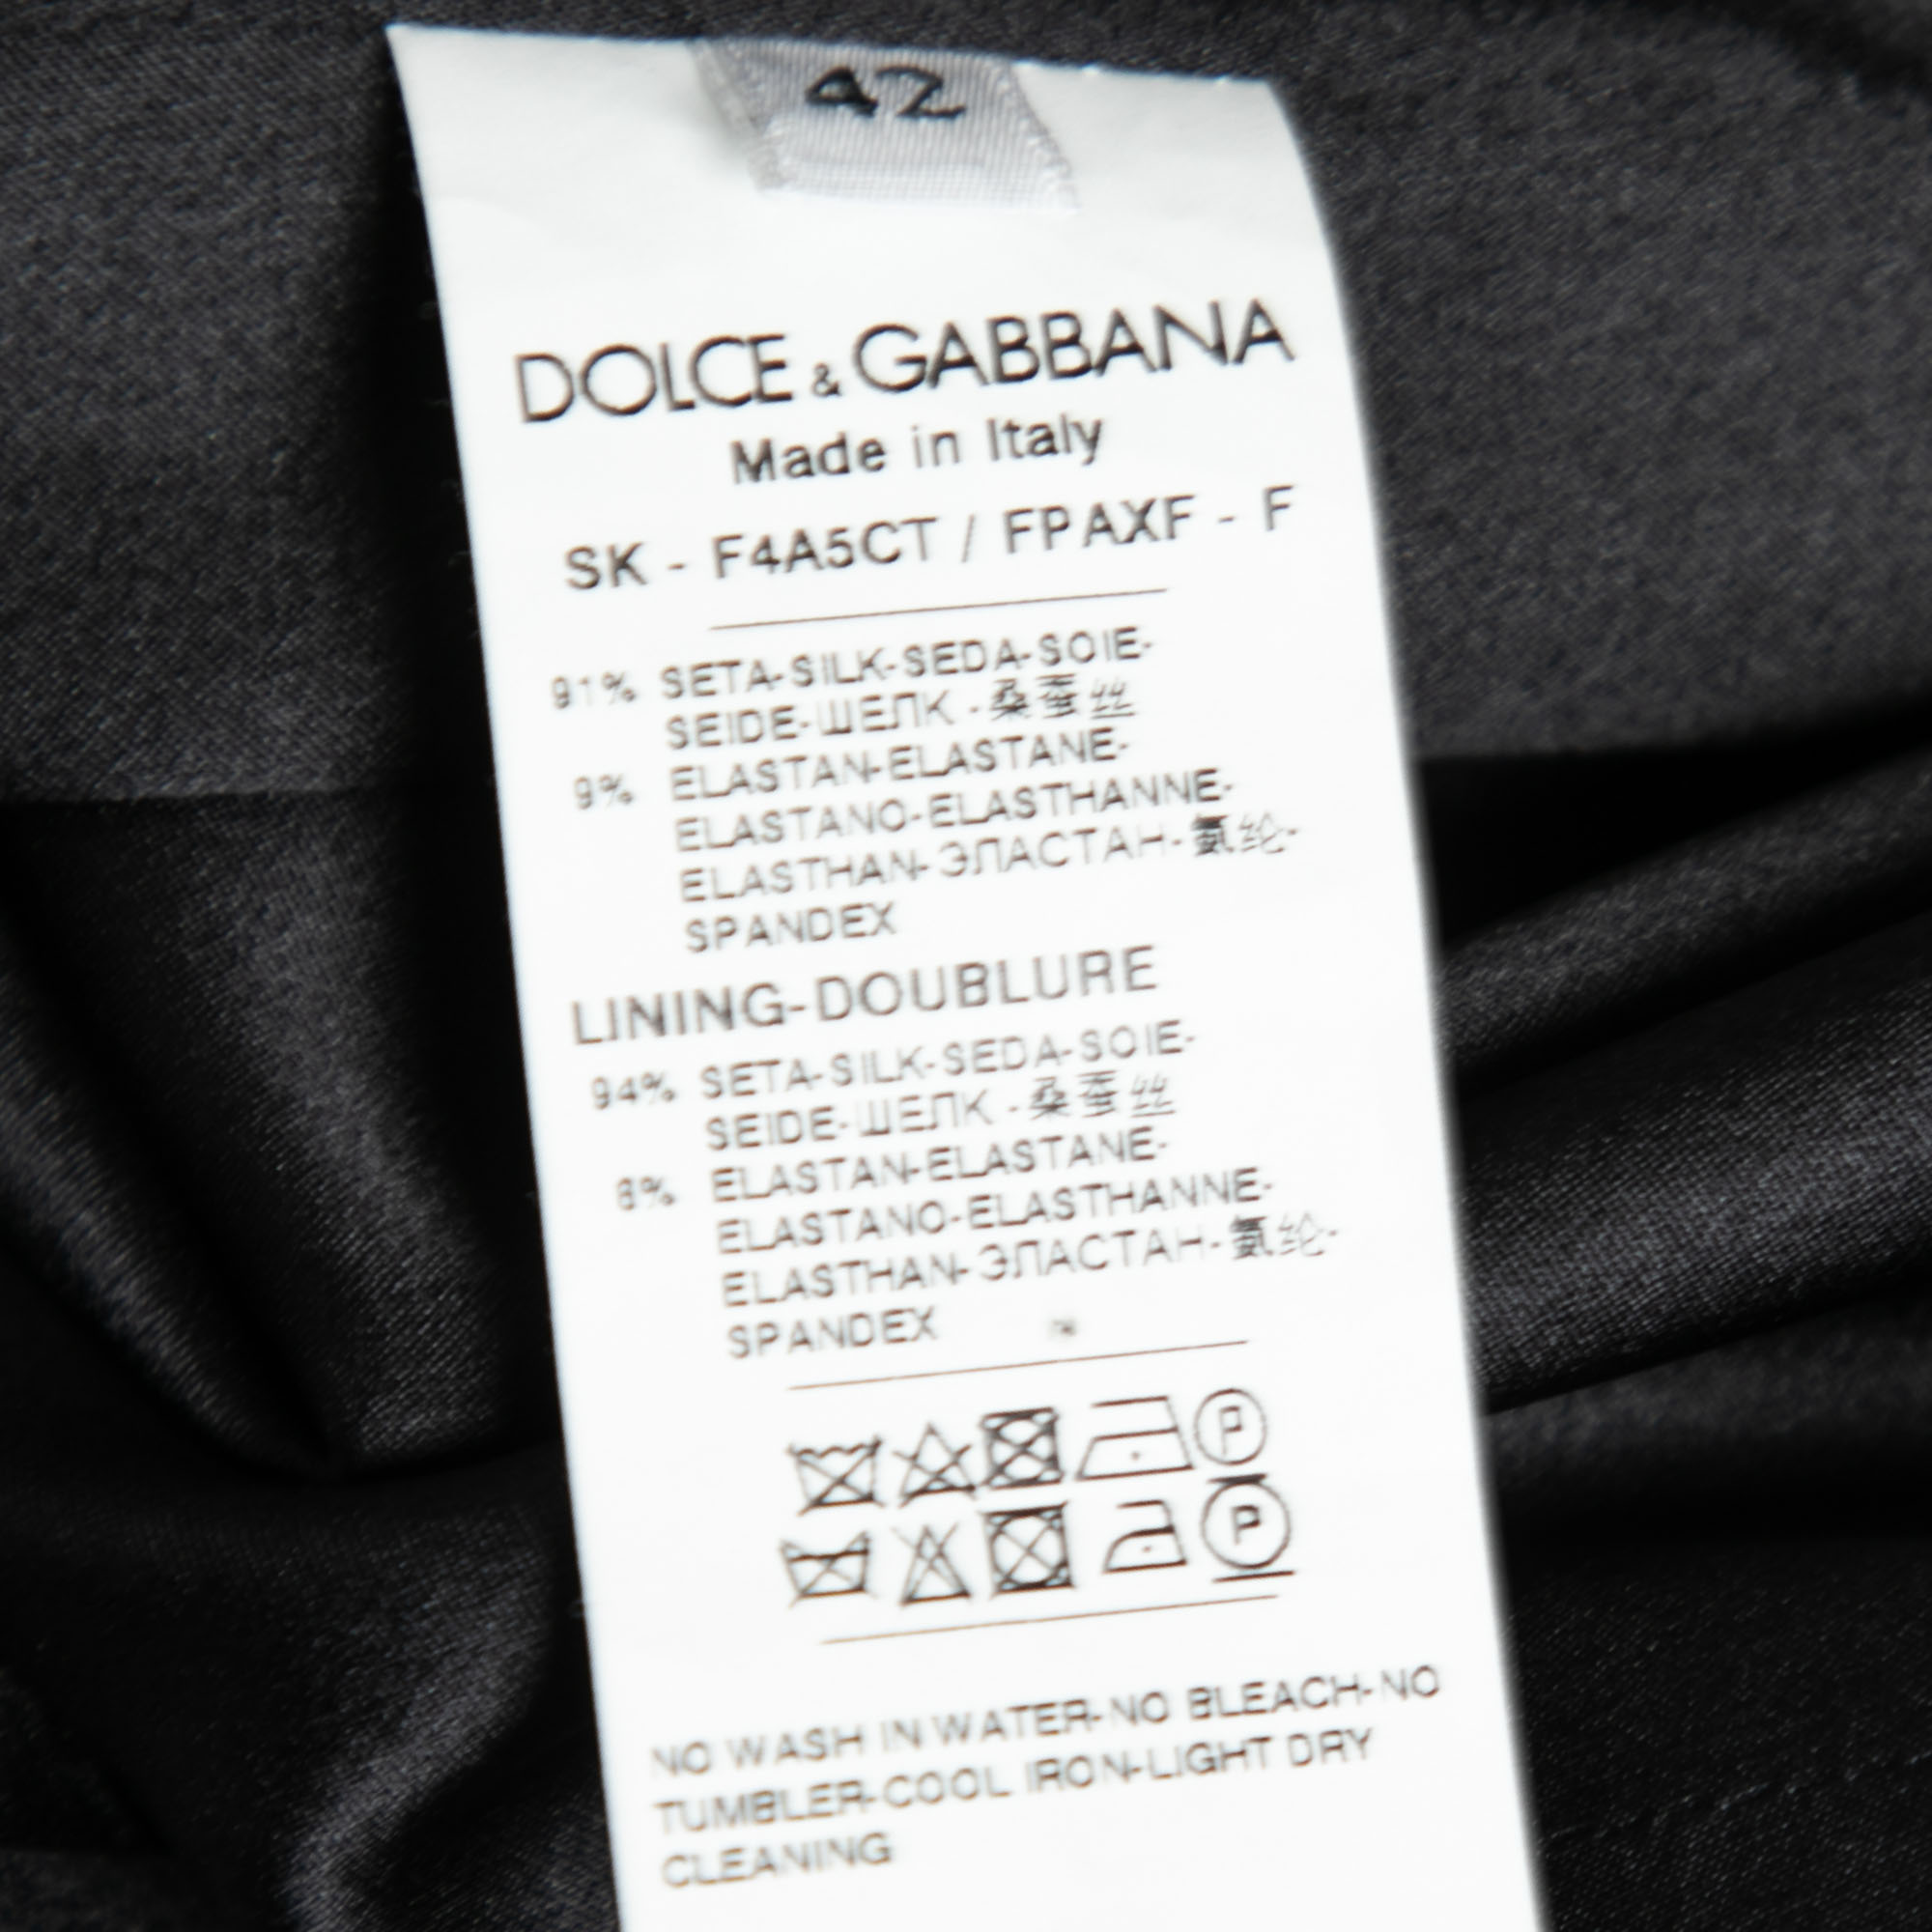 42
DOLCE & GABBANA
Made in Italy
SK - F4A5CT / FPAXF - F
91% SETA-SILK-SEDA-SOIE-
SEIDE-ШЕЛК -桑蚕丝
9% ELASTAN-ELASTANE-
ELASTANO-ELASTHANNE-
ELASTHAN-ЭЛАСТАН-氨纶-
SPANDEX
LINING-DOUBLURE
94% SETA-SILK-SEDA-SOIE-
SEIDE-ШЕЛК -桑蚕丝
6% ELASTAN-ELASTANE-
ELASTANO-ELASTHANNE-
ELASTHAN-ЭЛАСТАН-氨纶-
SPANDEX
P
P
NO WASH IN WATER-NO BLEACH-NO
TUMBLER-COOL IRON-LIGHT DRY
CLEANING